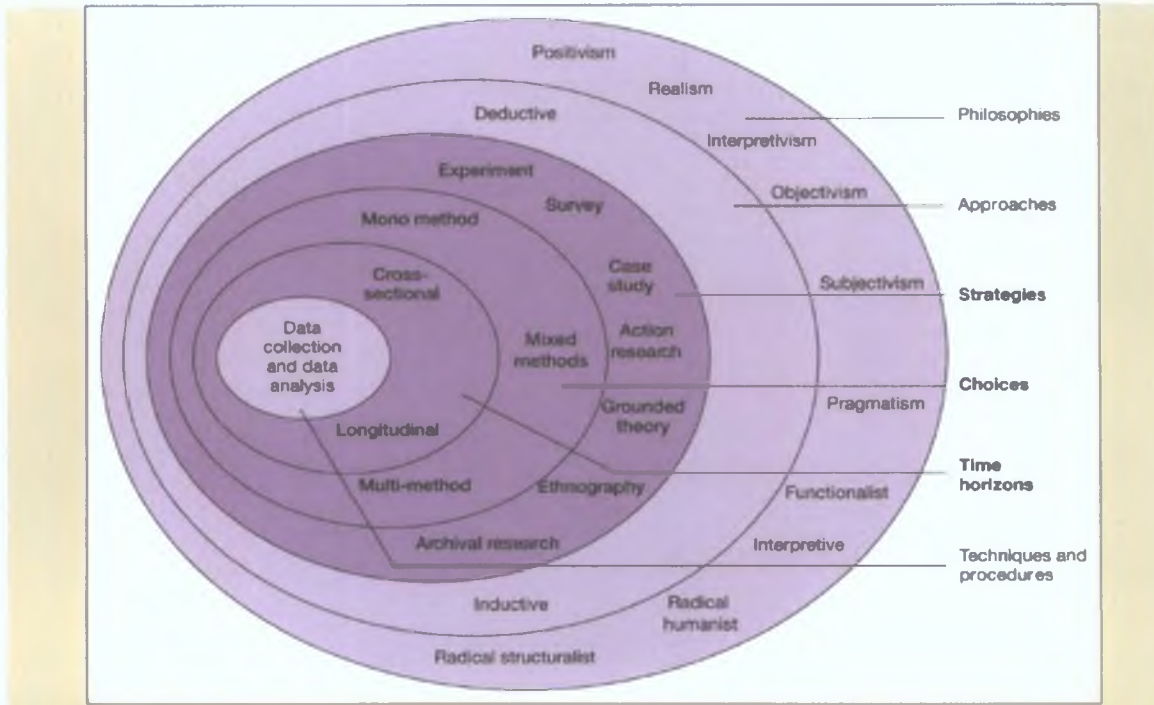 Positivism
Realism
Philosophies
Deductive
Interpretivism
Experiment
Objectivism
Survey
Approaches
Mono method
Cross-
sectional
Case
study
Subjectivism
Strategies
Data
collection
and data
analysis
Mixed
methods
Action
research
Choices
Grounded
theory
Pragmatism
Longitudinal
Time
horizons
Multi-method
Ethnography
Functionalist
Archival research
Interpretive
Techniques and
procedures
Inductive
Radical
humanist
Radical structuralist